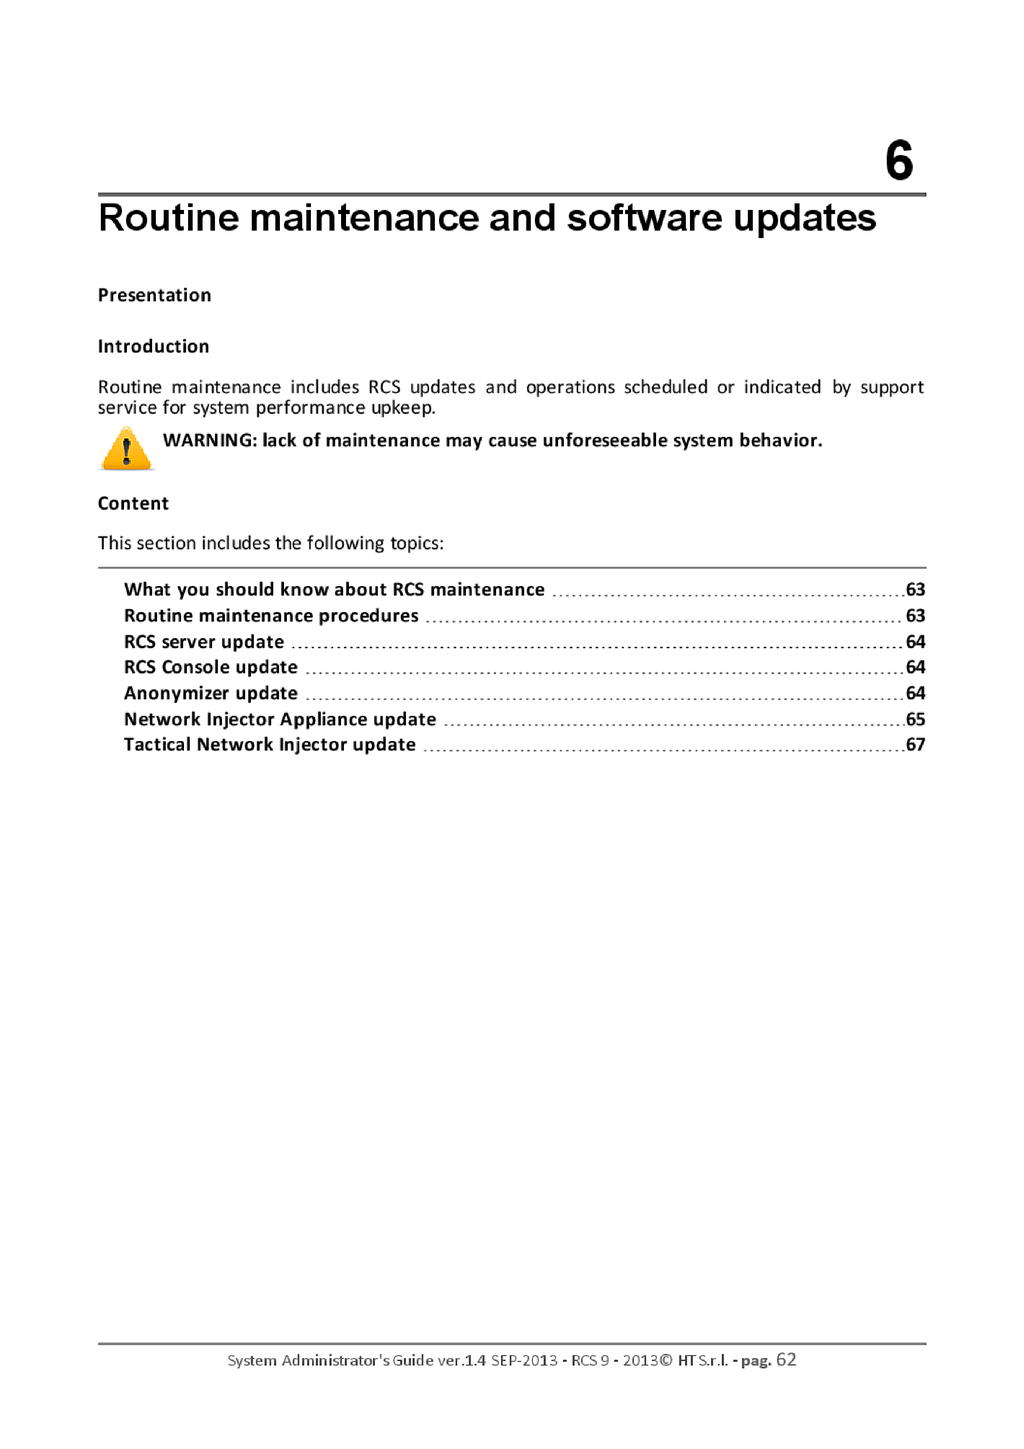 6
Routine maintenance and software updates
Presentation
Introduction
Routine maintenance includes RCS updates and operations scheduled or indicated by support
service for system performance upkeep.
WARNING: lack of maintenance may cause unforeseeable system behavior.
Content
This section includes the following topics:
What you should know about RCS maintenance 63
Routine maintenance procedures 63
RCS server update 64
RCS Console update 64
Anonymizer update 64
Network Injector Appliance update 65
Tactical Network Injector update 67
System Administrator's Guide ver.1.4 SEP-2013 - RCS 9 - 2013© HT S.r.l. - pag. 62